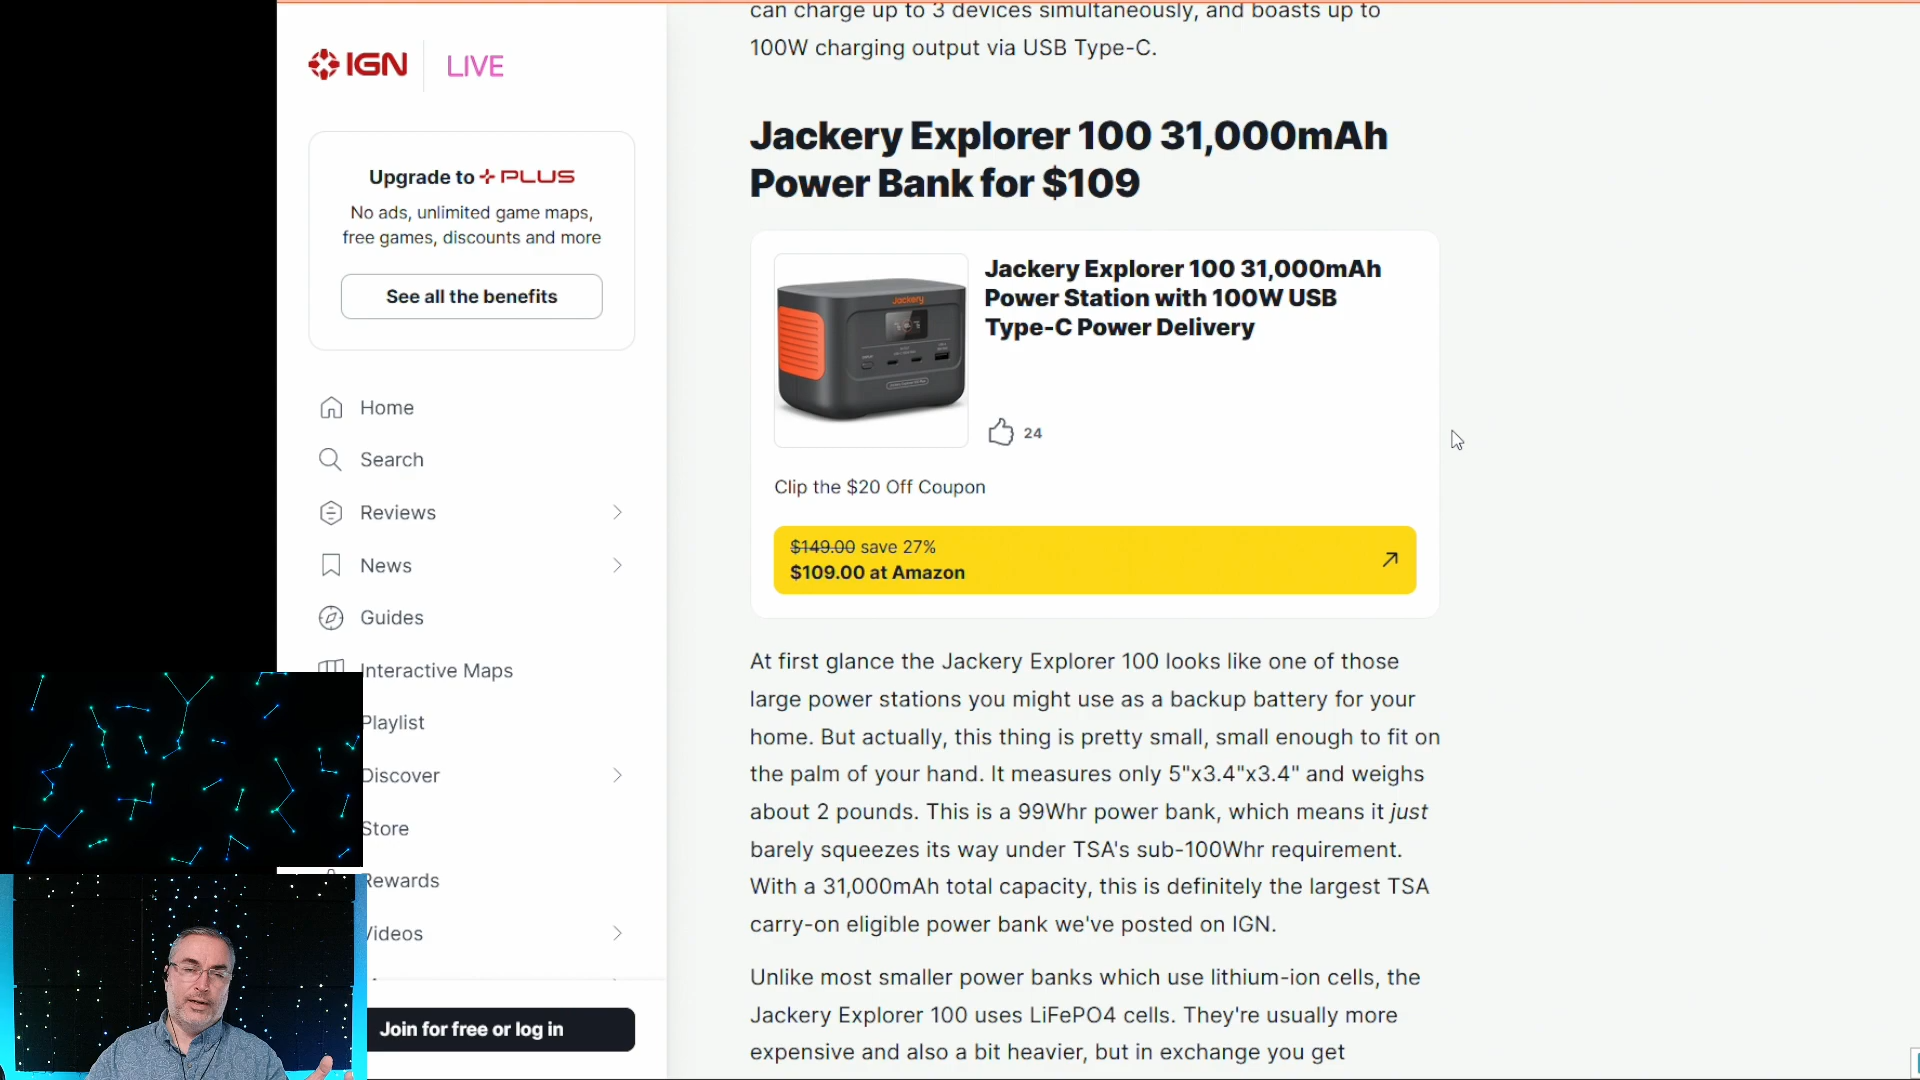 IGN
LIVE
Upgrade to PLUS
No ads, unlimited game maps,
free games, discounts and more
See all the benefits
Home
Search
Reviews
News
Guides
Interactive Maps
Playlist
Discover
Store
Rewards
Videos
Join for free or log in
can charge up to 3 devices simultaneously, and boasts up to
100W charging output via USB Type-C.
Jackery Explorer 100 31,000mAh
Power Bank for $109
Jackery
Jackery Explorer 100 31,000mAh
Power Station with 100W USB
Type-C Power Delivery
24
Clip the $20 Off Coupon
$149.00 save 27%
$109.00 at Amazon
At first glance the Jackery Explorer 100 looks like one of those
large power stations you might use as a backup battery for your
home. But actually, this thing is pretty small, small enough to fit on
the palm of your hand. It measures only 5"x3.4"x3.4" and weighs
about 2 pounds. This is a 99Whr power bank, which means it just
barely squeezes its way under TSA's sub-100Whr requirement.
With a 31,000mAh total capacity, this is definitely the largest TSA
carry-on eligible power bank we've posted on IGN.
Unlike most smaller power banks which use lithium-ion cells, the
Jackery Explorer 100 uses LiFePO4 cells. They're usually more
expensive and also a bit heavier, but in exchange you get